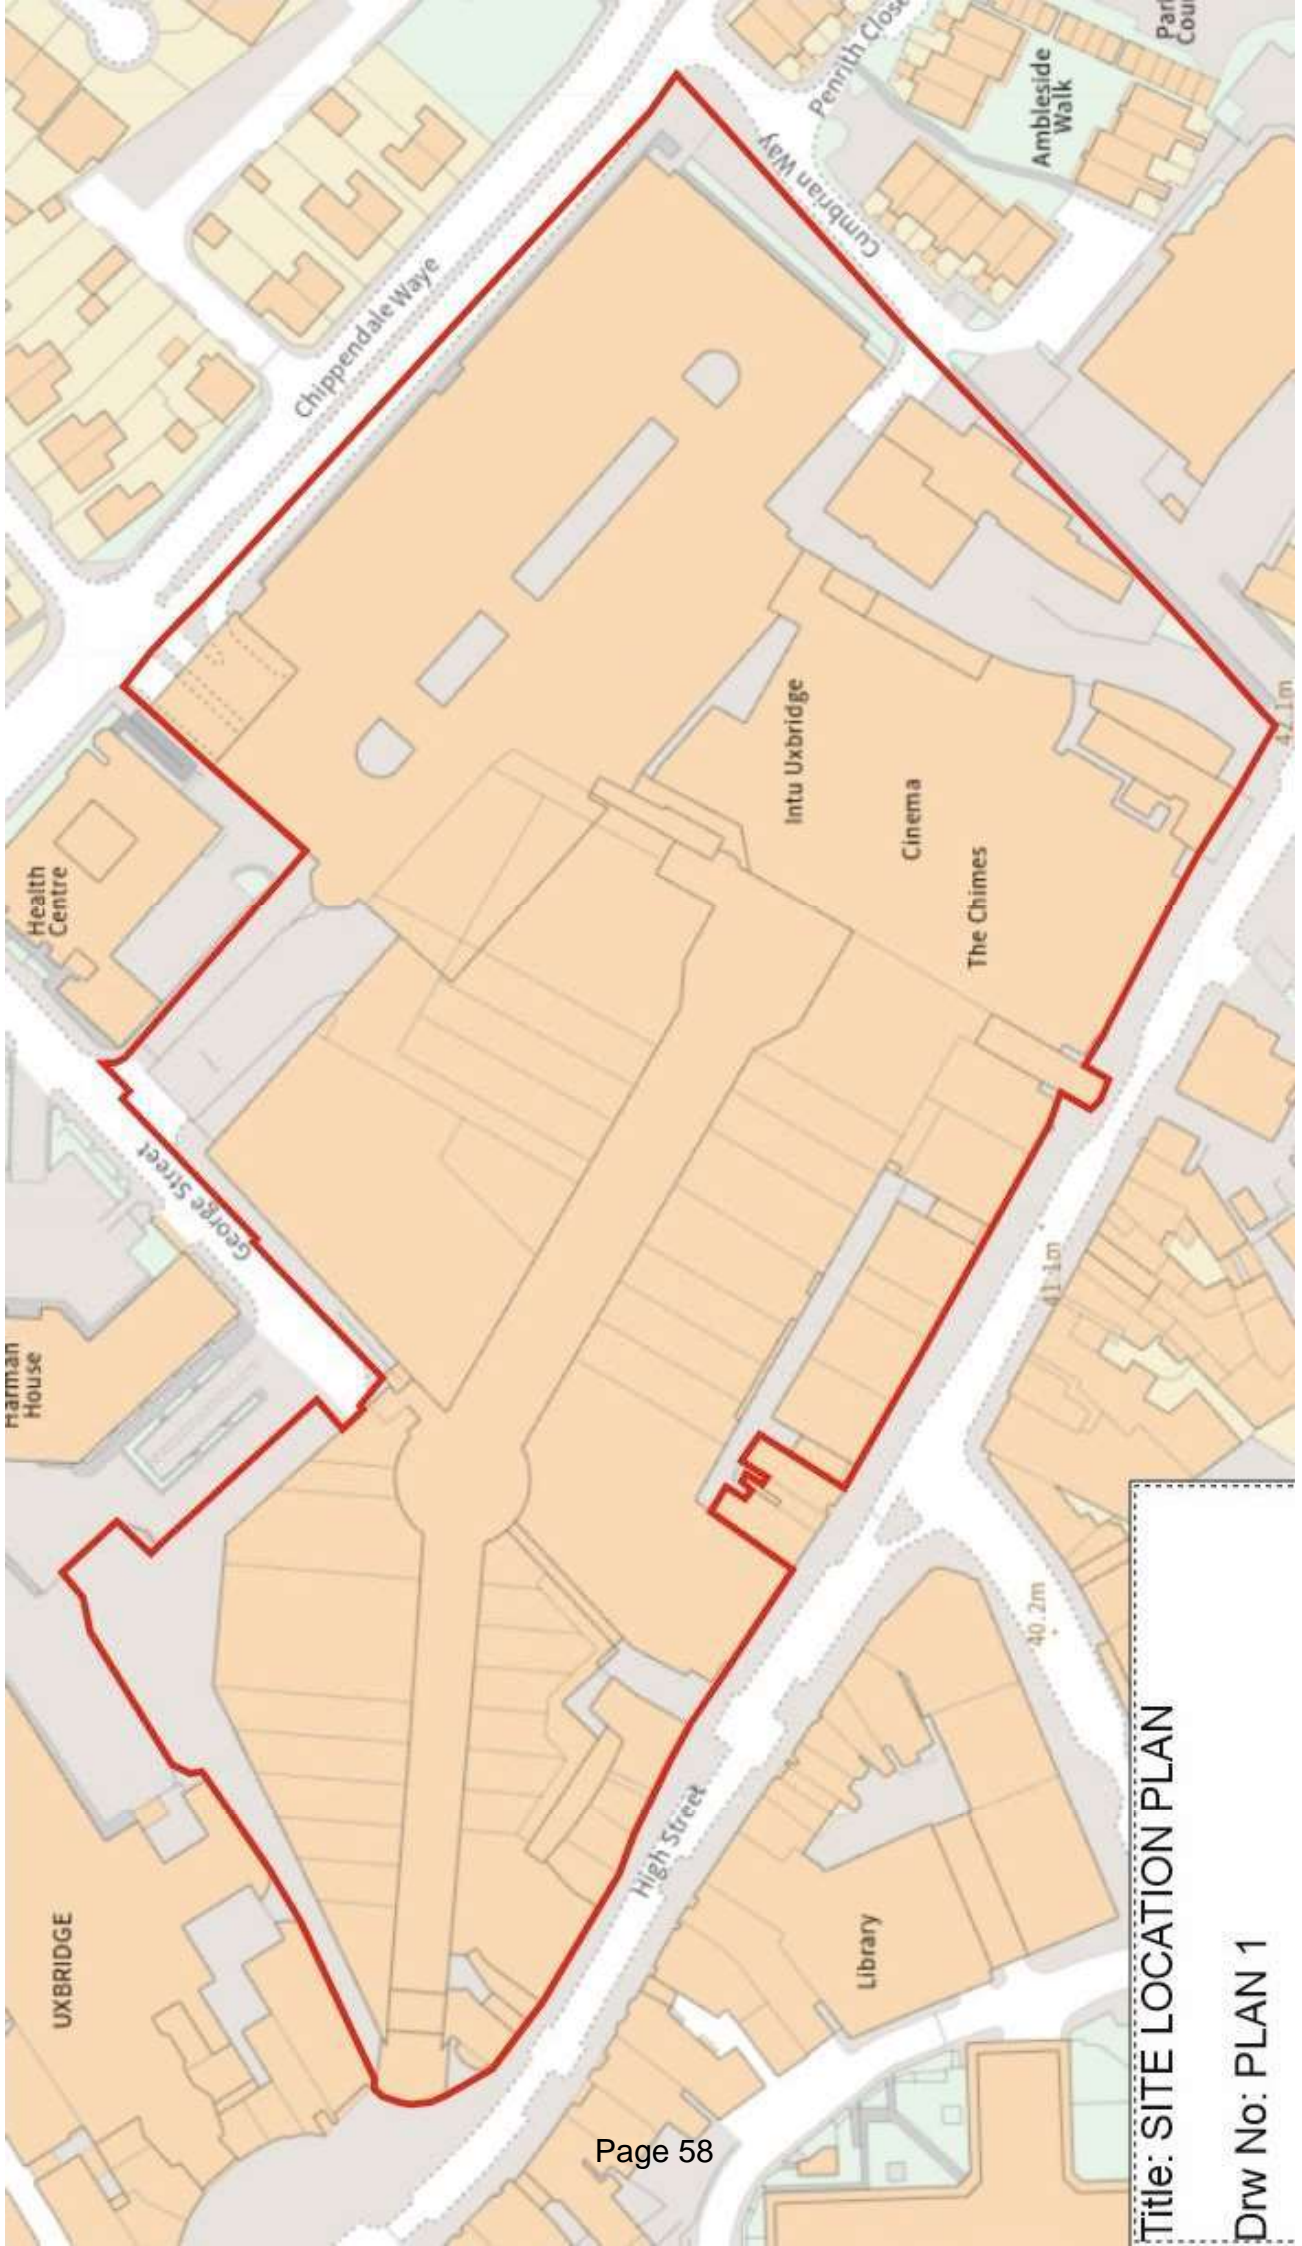 UXBRIDGE
Harman
House
Health
Centre
George Street
Chippendale Waye
Penrith Close
Cumbrian Way
Ambleside
Walk
Intu Uxbridge
Cinema
The Chimes
High Street
Library
40.2m
41.1m
42.1m
Title: SITE LOCATION PLAN
Drw No: PLAN 1
Page 58